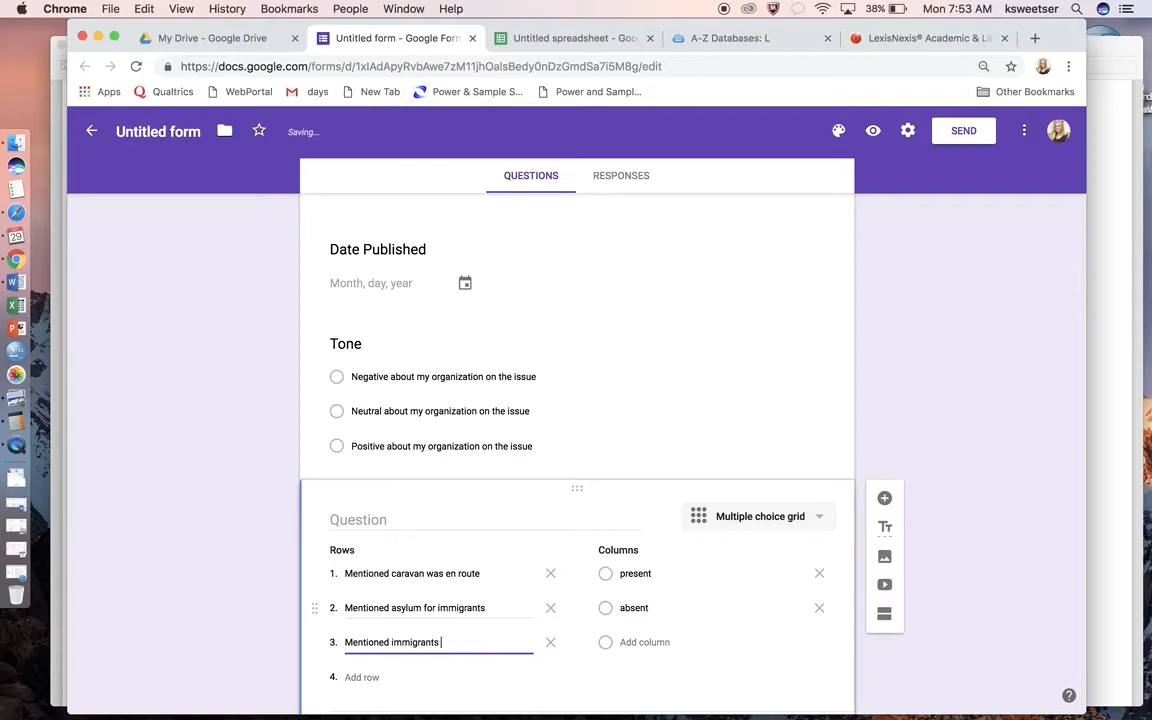 Chrome File Edit View History Bookmarks People Window Help 38% Mon 7:53 AM ksweetser
My Drive - Google Drive Untitled form - Google Form Untitled spreadsheet - Goo A-Z Databases: L LexisNexis® Academic & Li
https://docs.google.com/forms/d/1xIAdApyRvbAwe7zM11jhOalsBedy0nDzGmdSa7i5M8g/edit
Apps Qualtrics WebPortal days New Tab Power & Sample S... Power and Sampl... Other Bookmarks
Untitled form Saving... SEND
QUESTIONS RESPONSES
Date Published
Month, day, year
Tone
Negative about my organization on the issue
Neutral about my organization on the issue
Positive about my organization on the issue
Question Multiple choice grid
Rows Columns
1. Mentioned caravan was en route present
2. Mentioned asylum for immigrants absent
3. Mentioned immigrants Add column
4. Add row